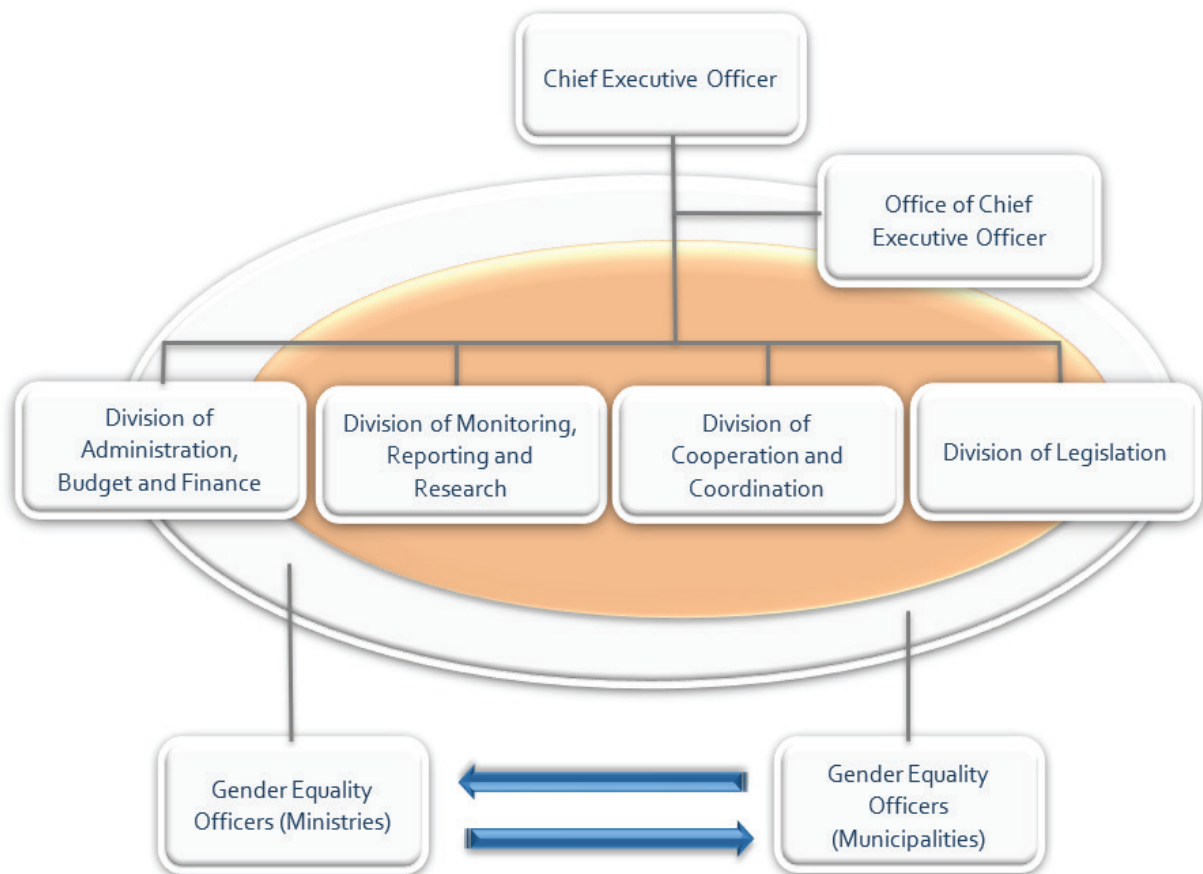 Chief Executive Officer
Office of Chief
Executive Officer
Division of
Administration,
Budget and Finance
Division of Monitoring,
Reporting and
Research
Division of
Cooperation and
Coordination
Division of Legislation
Gender Equality
Officers (Ministries)
Gender Equality
Officers
(Municipalities)